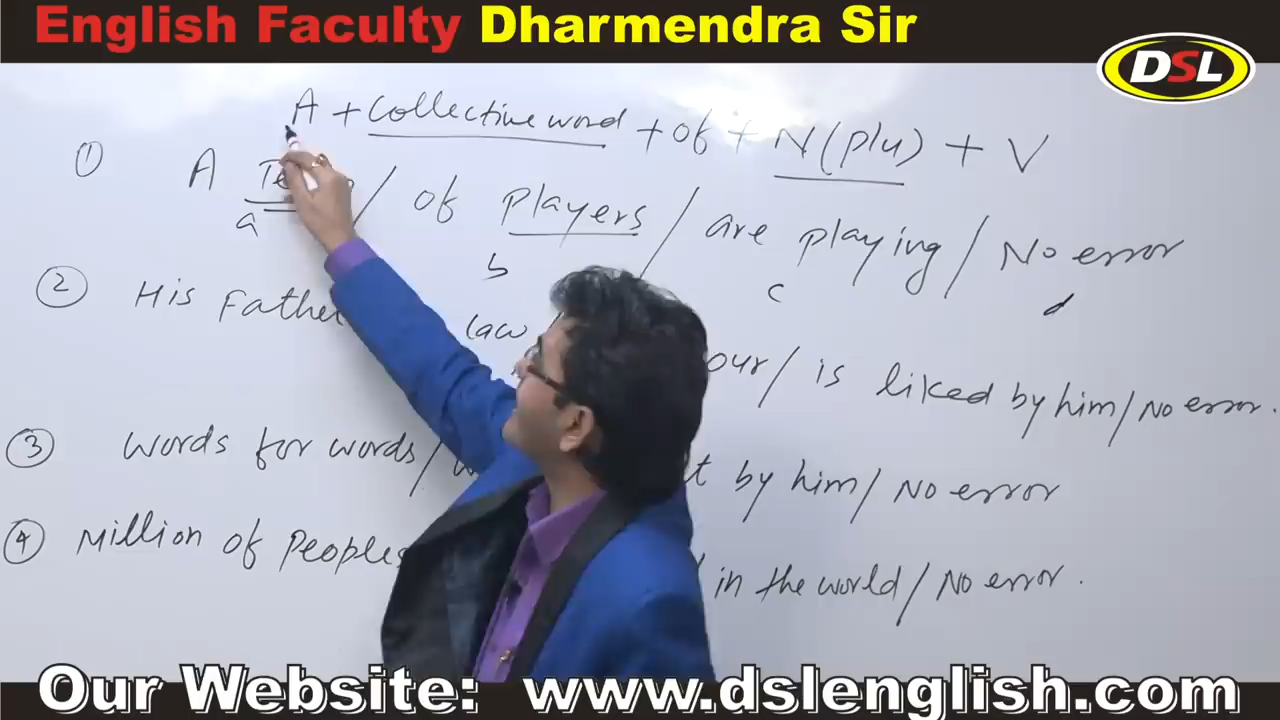 English Faculty Dharmendra Sir
DSL
A + Collective word + of + N(plu) + V
① A / of players / are playing / No error
a b c d
② His Father law our / is liked by him / No error.
③ words for words / by him / No error
④ Million of Peoples in the world / No error.
Our Website: www.dslenglish.com